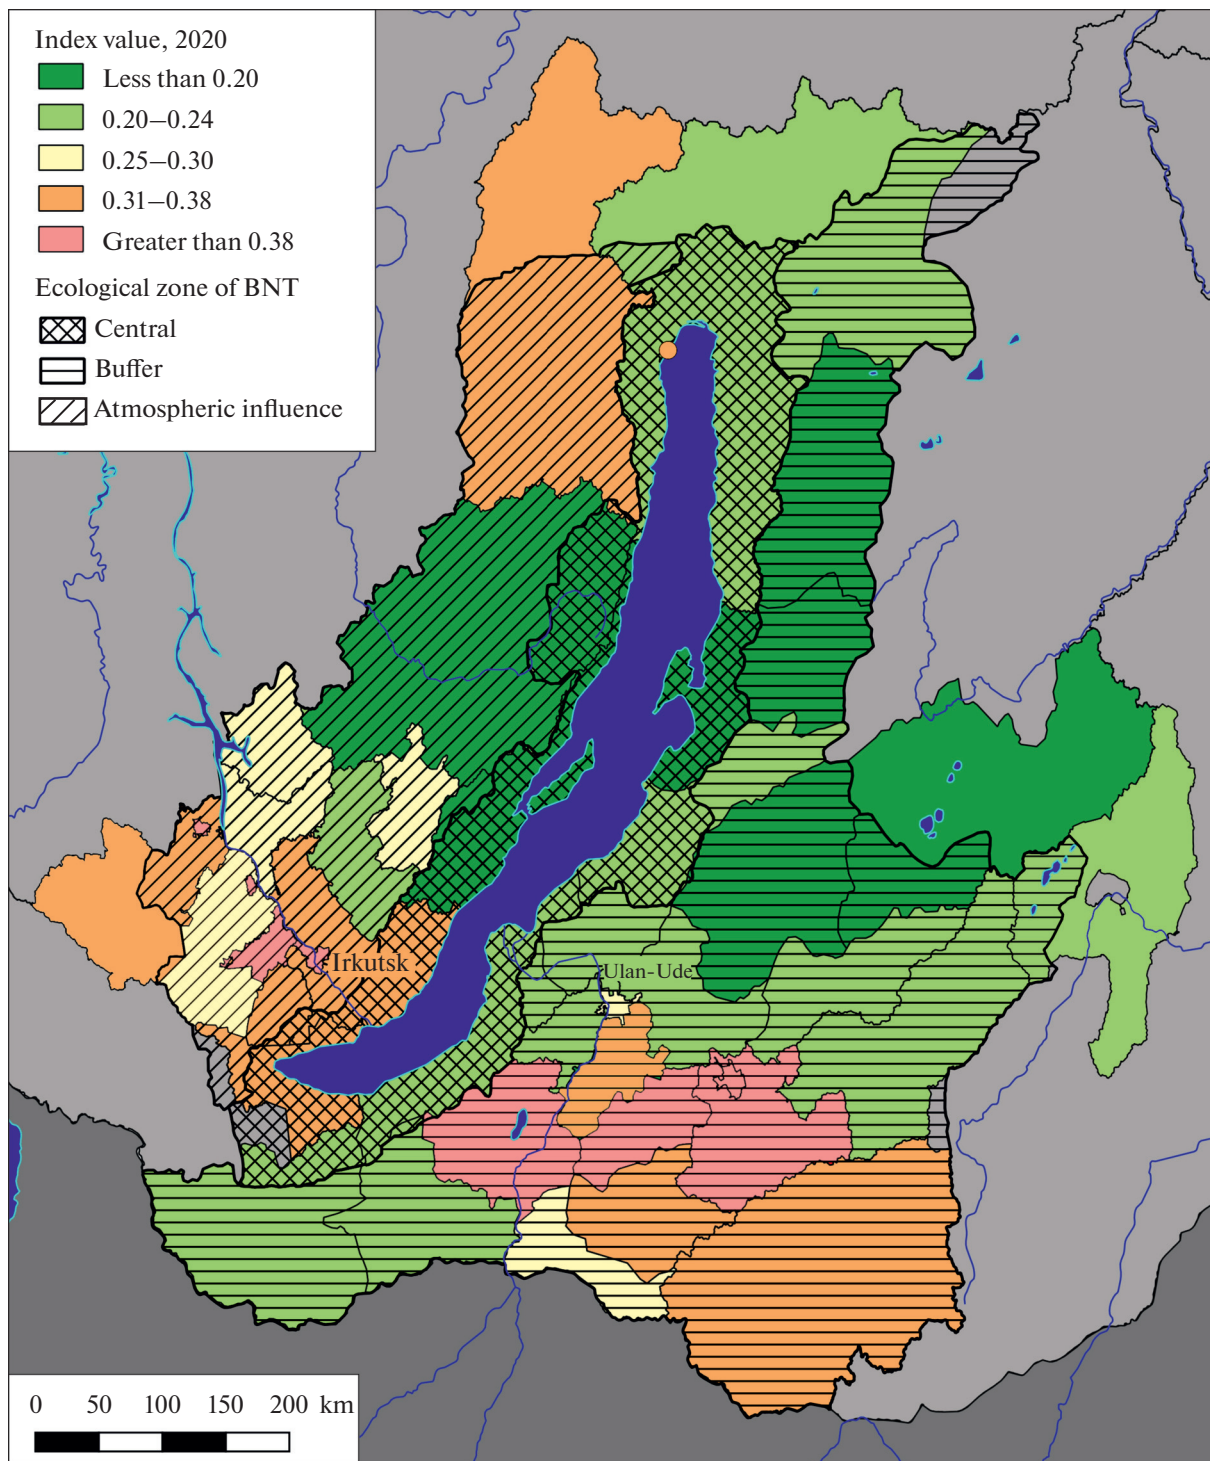 Index value, 2020
Less than 0.20
0.20–0.24
0.25–0.30
0.31–0.38
Greater than 0.38
Ecological zone of BNT
Central
Buffer
Atmospheric influence
Irkutsk
Ulan-Ude
0 50 100 150 200 km